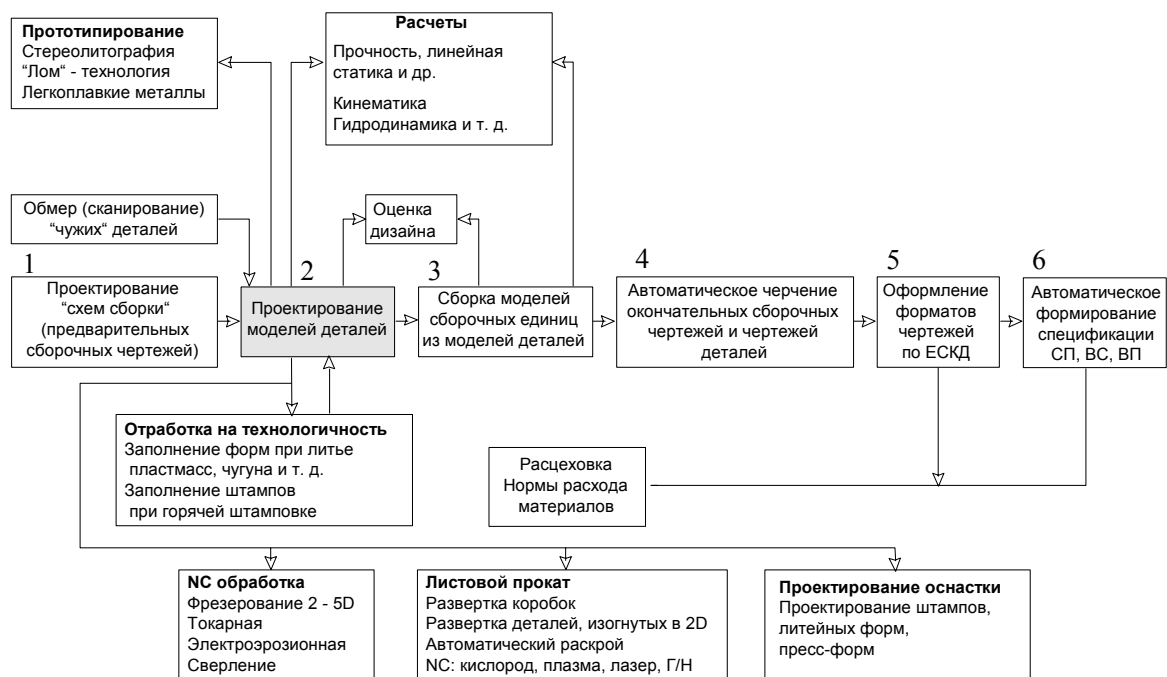 Прототипирование
Стереолитография
“Лом“ - технология
Легкоплавкие металлы
Расчеты
Прочность, линейная
статика и др.
Кинематика
Гидродинамика и т. д.
Обмер (сканирование)
“чужих“ деталей
Оценка
дизайна
1
Проектирование
“схем сборки“
(предварительных
сборочных чертежей)
2
Проектирование
моделей деталей
3
Сборка моделей
сборочных единиц
из моделей деталей
4
Автоматическое черчение
окончательных сборочных
чертежей и чертежей
деталей
5
Оформление
форматов
чертежей
по ЕСКД
6
Автоматическое
формирование
спецификации
СП, ВС, ВП
Отработка на технологичность
Заполнение форм при литье
пластмасс, чугуна и т. д.
Заполнение штампов
при горячей штамповке
Расцеховка
Нормы расхода
материалов
NC обработка
Фрезерование 2 - 5D
Токарная
Электроэрозионная
Сверление
Листовой прокат
Развертка коробок
Развертка деталей, изогнутых в 2D
Автоматический раскрой
NC: кислород, плазма, лазер, Г/Н
Проектирование оснастки
Проектирование штампов,
литейных форм,
пресс-форм